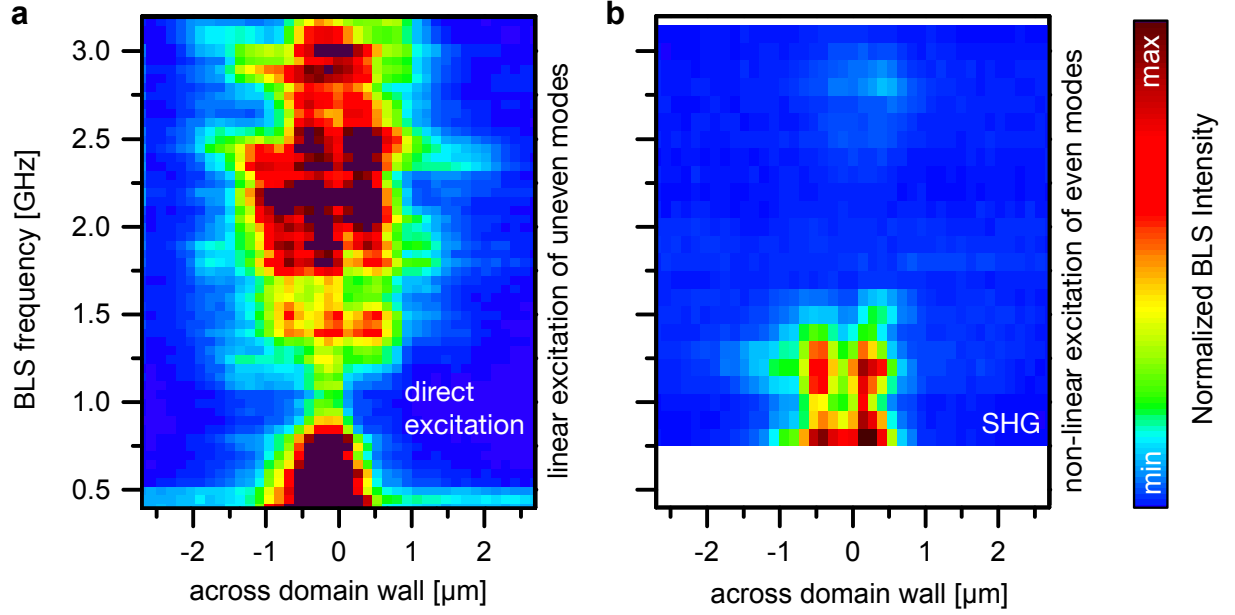 a
BLS frequency [GHz]
3.0
2.5
2.0
1.5
1.0
0.5
direct
excitation
-2 -1 0 1 2
across domain wall [µm]
linear excitation of uneven modes
b
SHG
-2 -1 0 1 2
across domain wall [µm]
non-linear excitation of even modes
max
min
Normalized BLS Intensity